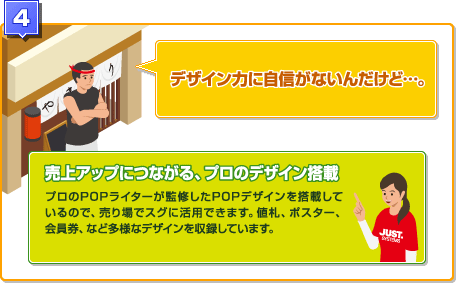 4
やきとり
デザイン力に自信がないんだけど…。
売上アップにつながる、プロのデザイン搭載
プロのPOPライターが監修したPOPデザインを搭載して
いるので、売り場でスグに活用できます。値札、ポスター、
会員券、など多様なデザインを収録しています。
JUST.
SYSTEMS